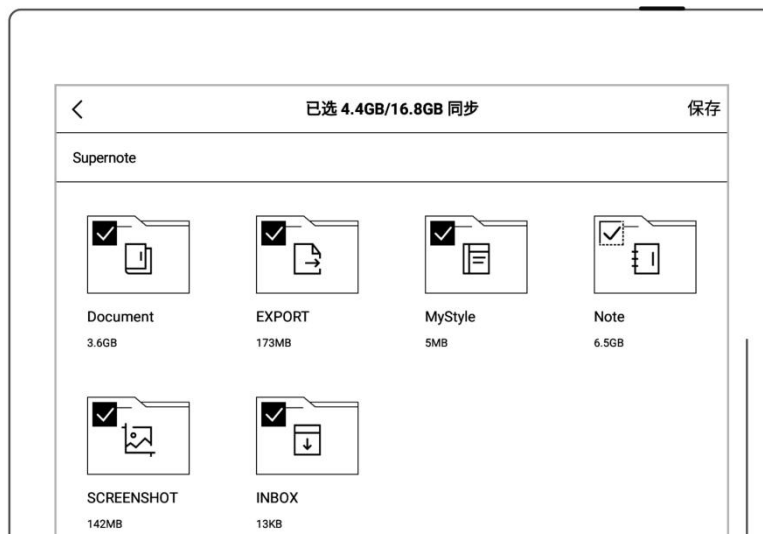 已选 4.4GB/16.8GB 同步
保存
Supernote
Document
EXPORT
MyStyle
Note
3.6GB
173MB
5MB
6.5GB
SCREENSHOT
INBOX
142MB
13KB